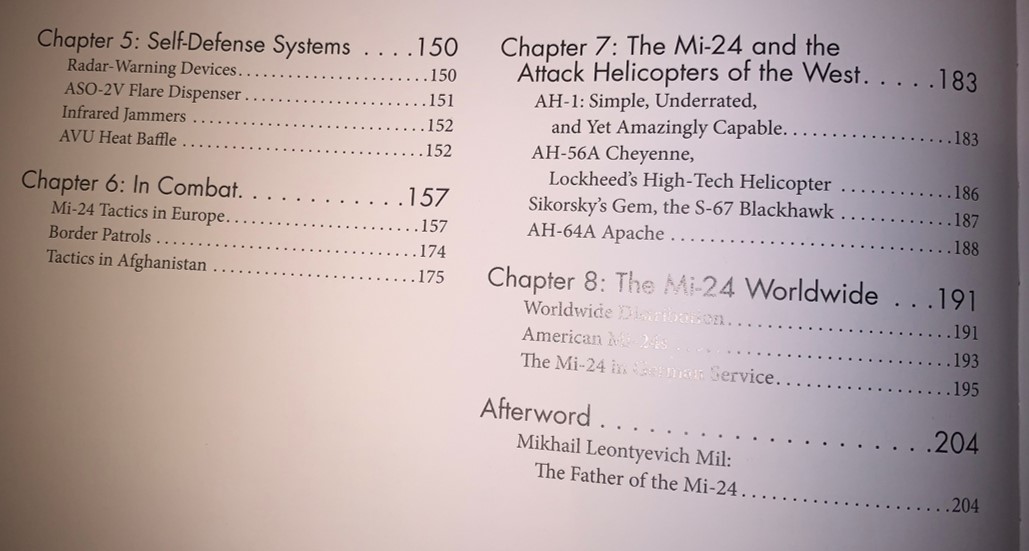 Chapter 5: Self-Defense Systems ....150
Radar-Warning Devices..............................150
ASO-2V Flare Dispenser............................151
Infrared Jammers ....................................152
AVU Heat Baffle .....................................152
Chapter 6: In Combat. . . . . . . . . . . .157
Mi-24 Tactics in Europe..............................157
Border Patrols ........................................174
Tactics in Afghanistan ...............................175
Chapter 7: The Mi-24 and the
Attack Helicopters of the West. . . . . .183
AH-1: Simple, Underrated,
and Yet Amazingly Capable. .......................183
AH-56A Cheyenne,
Lockheed’s High-Tech Helicopter .................186
Sikorsky’s Gem, the S-67 Blackhawk .................187
AH-64A Apache ........................................188
Chapter 8: The Mi-24 Worldwide . . .191
Worldwide Distribution.................................191
American Mi-24s........................................193
The Mi-24 in German Service.........................195
Afterword . . . . . . . . . . . . . . . . . . . .204
Mikhail Leontyevich Mil:
The Father of the Mi-24..............................204